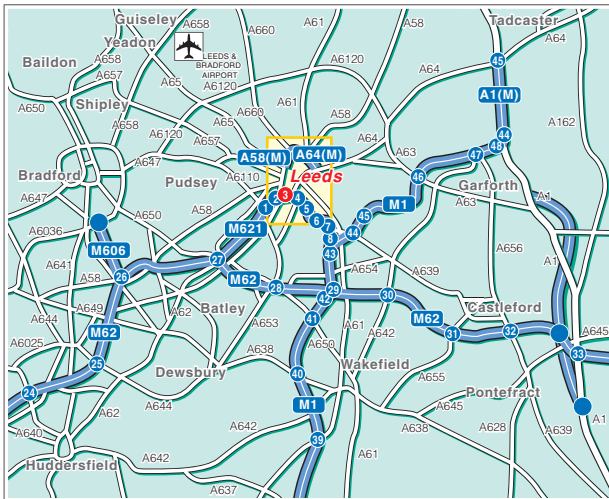 Guiseley
A658
A61
A58
Tadcaster
A660
A64
Yeadon
LEEDS &
BRADFORD
AIRPORT
Baildon
A658
A6120
45
A657
A65
A64
A650
A6120
A1(M)
Shipley
A660
A61
A58
A162
A658
A65
A6120
A657
44
A64
48
A647
A58(M)
A64(M)
A63
47
Bradford
A6110
Leeds
46
Pudsey
Garforth
A647
3
M1
A63
A1
1
2
4
5
45
A650
A58
6
A6036
M621
7
44
M606
8
A656
A1
43
A641
27
A654
A639
A58
26
M62
28
29
30
A649
42
A62
Batley
Castleford
A644
41
A653
A61
M62
M62
A642
31
32
A645
A6025
A638
A650
33
25
Wakefield
Dewsbury
40
A655
24
Pontefract
A644
M1
A645
A62
A1
A642
A638
A628
A639
A640
39
A642
A61
Huddersfield
A637